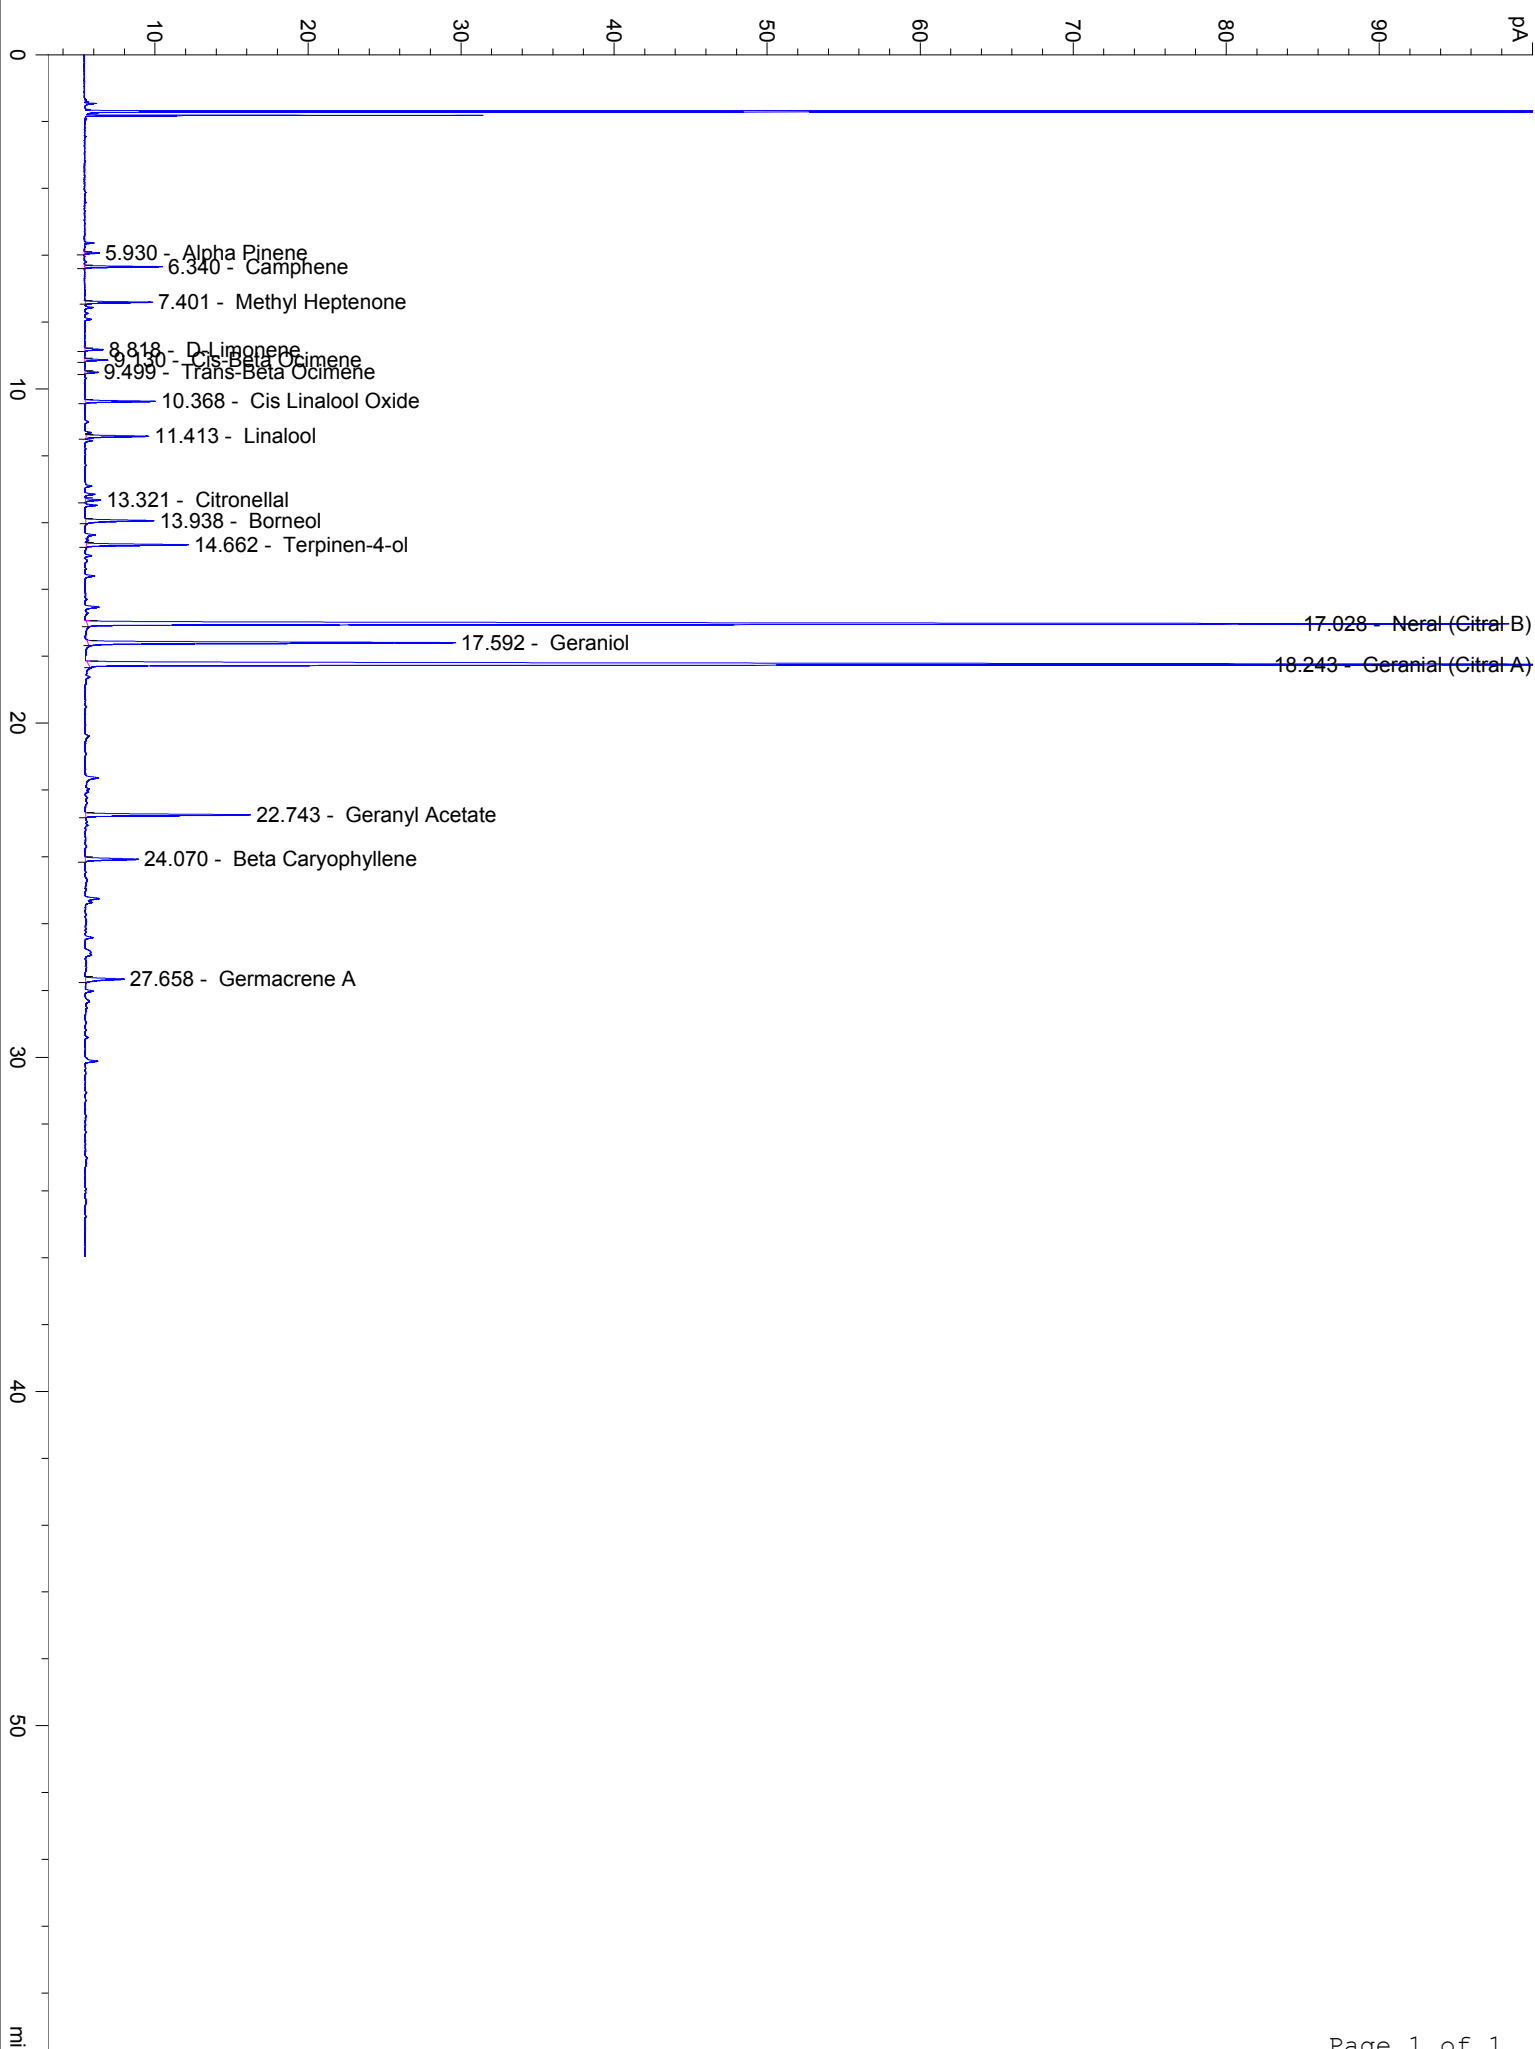 pA
10
20
30
40
50
60
70
80
90
0
5.930 - Alpha Pinene
6.340 - Camphene
7.401 - Methyl Heptenone
8.818 - D-Limonene
9.130 - Cis-Beta Ocimene
9.499 - Trans-Beta Ocimene
10
10.368 - Cis Linalool Oxide
11.413 - Linalool
13.321 - Citronellal
13.938 - Borneol
14.662 - Terpinen-4-ol
17.028 - Neral (Citral B)
17.592 - Geraniol
18.243 - Geranial (Citral A)
20
22.743 - Geranyl Acetate
24.070 - Beta Caryophyllene
27.658 - Germacrene A
30
40
50
mi
Page 1 of 1